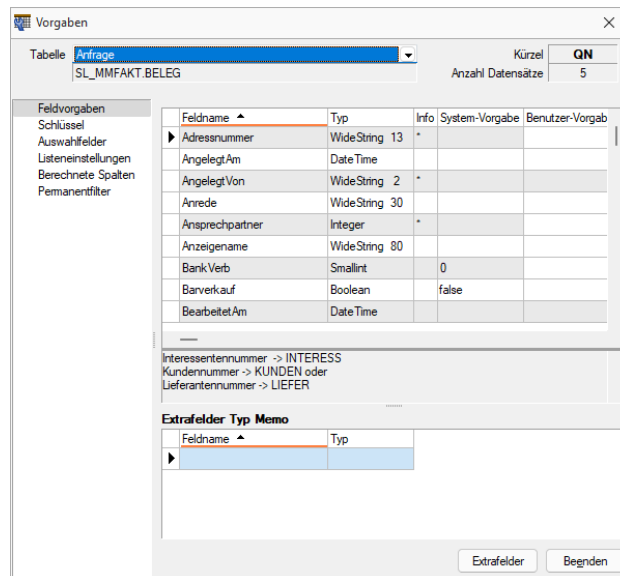 Vorgaben
Tabelle Anfrage Kürzel QN
SL_MMFAKT.BELEG Anzahl Datensätze 5
Feldvorgaben
Schlüssel
Auswahlfelder
Listeneinstellungen
Berechnete Spalten
Permanentfilter
Feldname Typ Info System-Vorgabe Benutzer-Vorgab
Adressnummer WideString 13 *
AngelegtAm DateTime
AngelegtVon WideString 2 *
Anrede WideString 30
Ansprechpartner Integer *
Anzeigename WideString 80
BankVerb Smallint 0
Barverkauf Boolean false
BearbeitetAm DateTime
Interessentennummer -> INTERESS
Kundennummer -> KUNDEN oder
Lieferantennummer -> LIEFER
Extrafelder Typ Memo
Feldname Typ
Extrafelder Beenden